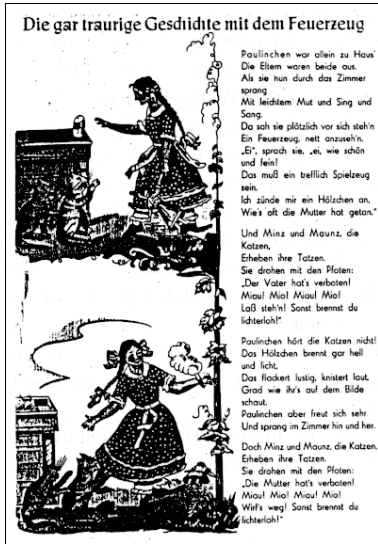 Die gar traurige Geschichte mit dem Feuerzeug
Paulinchen war allein zu Haus'
Die Eltern waren beide aus.
Als sie nun durch das Zimmer
sprang
Mit leichtem Mut und Sing und
Sang.
Da sah sie plötzlich vor sich steh'n
Ein Feuerzeug, nett anzuseh'n.
„Ei", sprach sie, „ei, wie schön
und fein!
Das muß ein trefflich Spielzeug
sein.
Ich zünde mir ein Hölzchen an,
Wie's oft die Mutter hat getan."
Und Minz und Maunz, die
Katzen,
Erheben ihre Tatzen.
Sie drohen mit den Pfoten:
„Der Vater hat's verboten!
Miau! Mio! Miau! Mio!
Laß steh'n! Sonst brennst du
lichterloh!"
Paulinchen hört die Katzen nicht!
Das Hölzchen brennt gar hell
und licht,
Das flackert lustig, knistert laut,
Grad wie ihr's auf dem Bilde
schaut.
Paulinchen aber freut sich sehr
Und sprang im Zimmer hin und her.
Doch Minz und Maunz, die Katzen,
Erheben ihre Tatzen.
Sie drohen mit den Pfoten:
„Die Mutter hat's verboten!
Miau! Mio! Miau! Mio!
Wirf's weg! Sonst brennst du
lichterloh!"